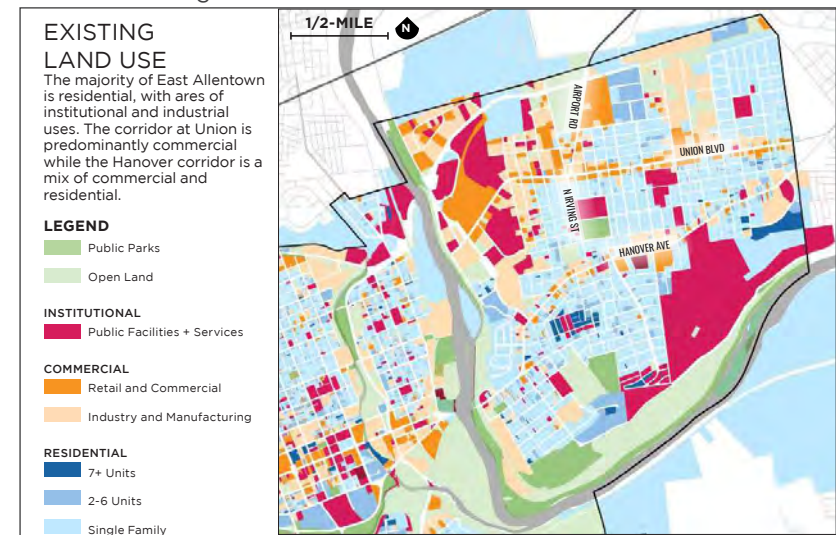 EXISTING
LAND USE
The majority of East Allentown
is residential, with ares of
institutional and industrial
uses. The corridor at Union is
predominantly commercial
while the Hanover corridor is a
mix of commercial and
residential.
LEGEND
Public Parks
Open Land
INSTITUTIONAL
Public Facilities + Services
COMMERCIAL
Retail and Commercial
Industry and Manufacturing
RESIDENTIAL
7+ Units
2-6 Units
Single Family
1/2-MILE
N
AIRPORT RD
UNION BLVD
N IRVING ST
HANOVER AVE